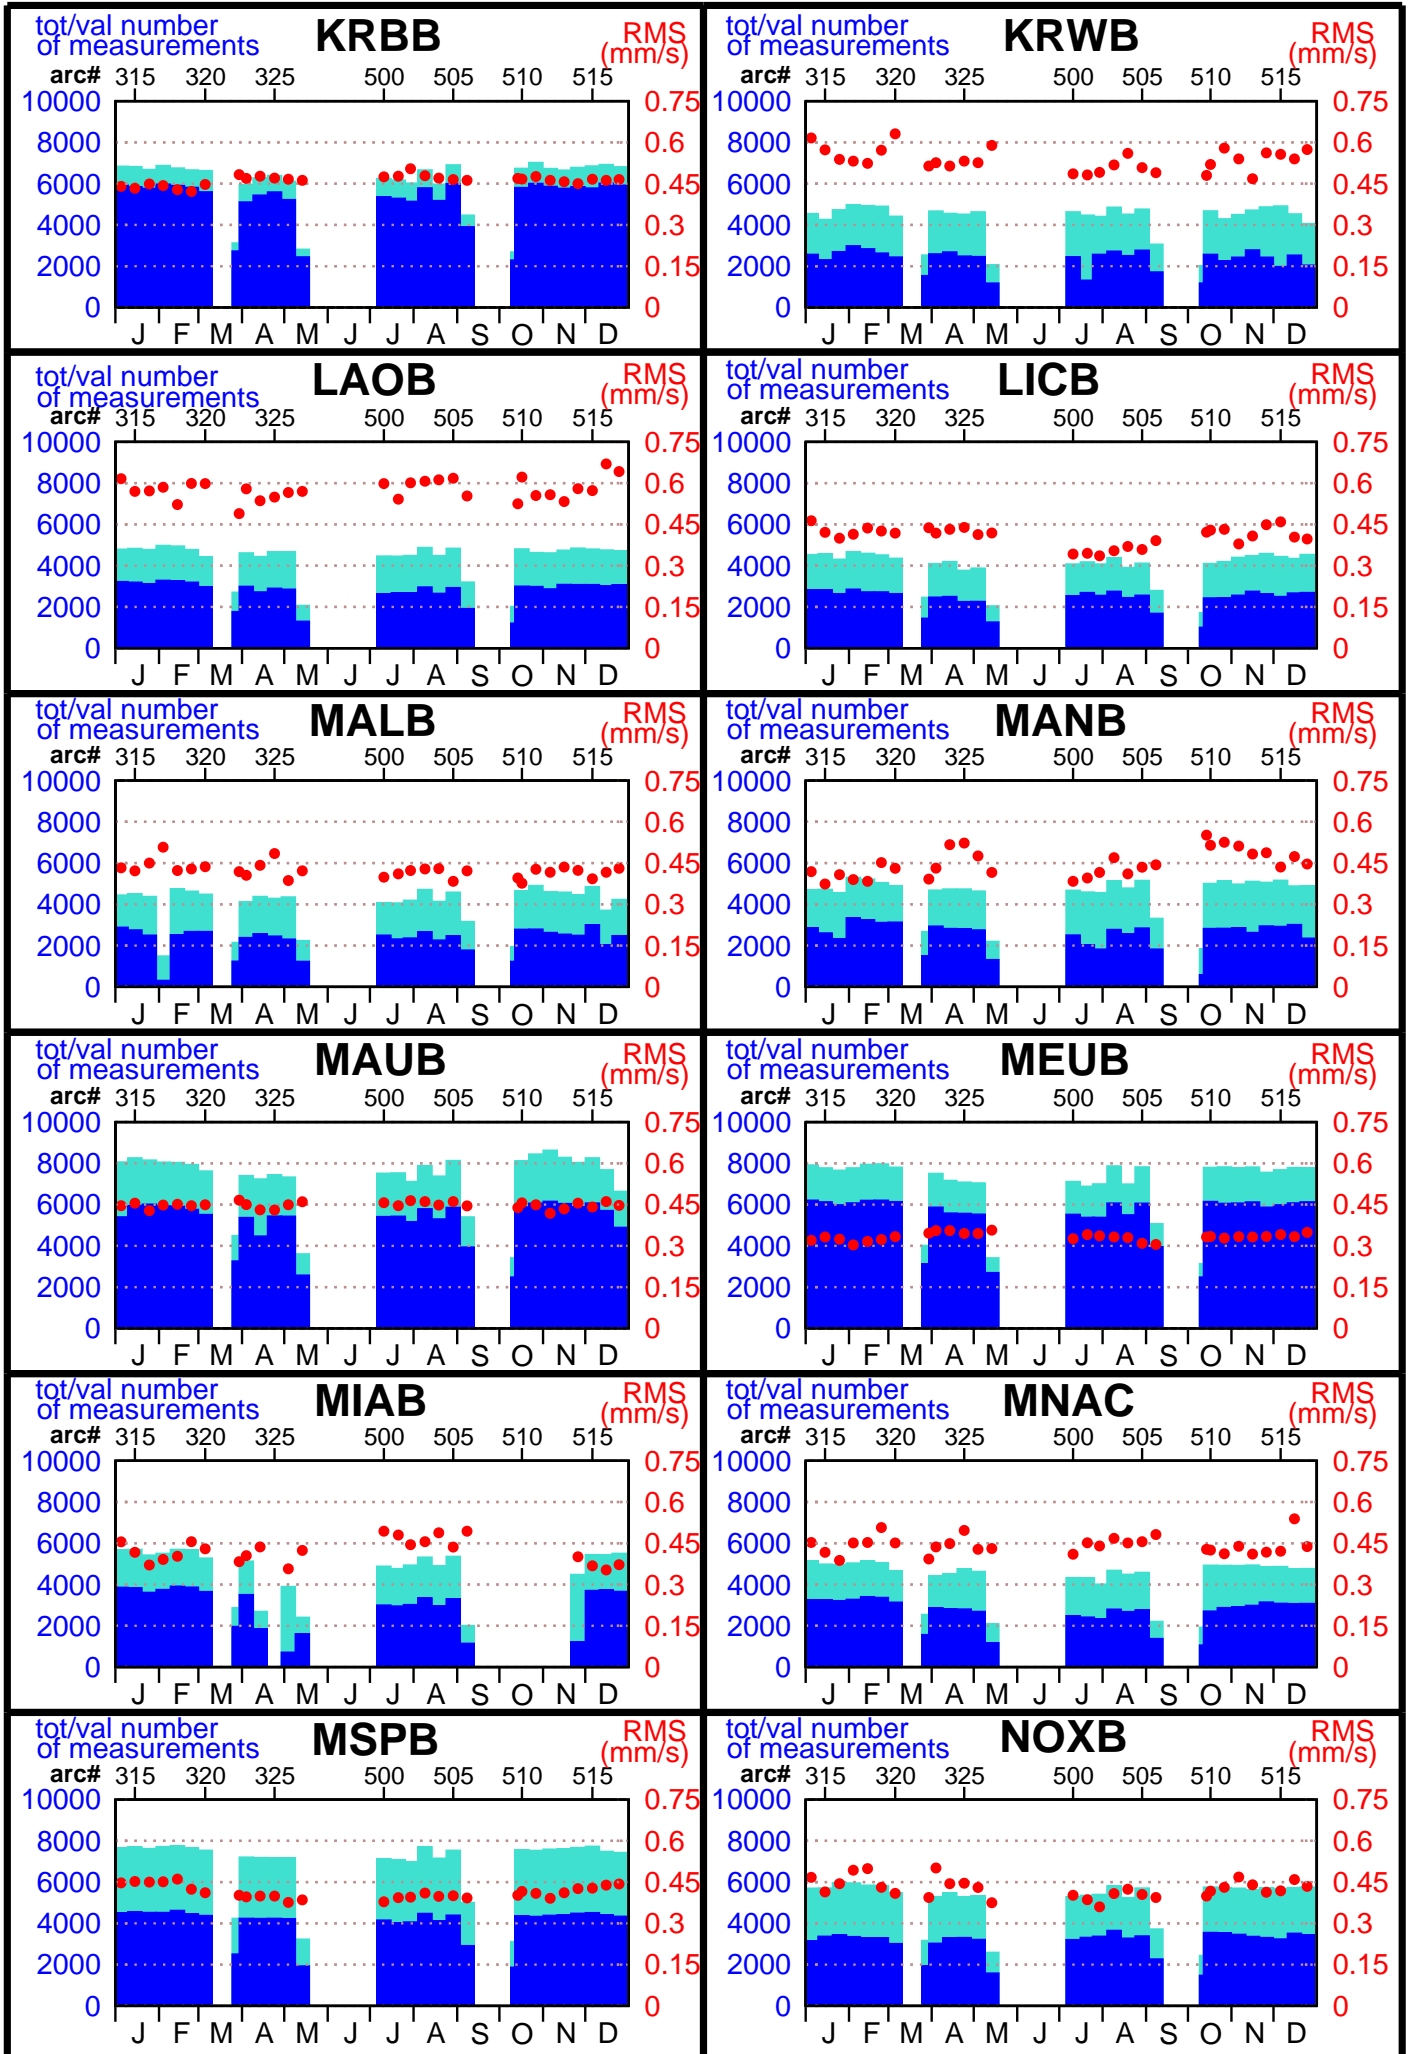 tot/val number of measurements KRBB RMS (mm/s)
arc# 315 320 325 500 505 510 515
10000 0.75
8000 0.6
6000 0.45
4000 0.3
2000 0.15
0 0
J F M A M J J A S O N D
tot/val number of measurements KRWB RMS (mm/s)
arc# 315 320 325 500 505 510 515
10000 0.75
8000 0.6
6000 0.45
4000 0.3
2000 0.15
0 0
J F M A M J J A S O N D
tot/val number of measurements LAOB RMS (mm/s)
arc# 315 320 325 500 505 510 515
10000 0.75
8000 0.6
6000 0.45
4000 0.3
2000 0.15
0 0
J F M A M J J A S O N D
tot/val number of measurements LICB RMS (mm/s)
arc# 315 320 325 500 505 510 515
10000 0.75
8000 0.6
6000 0.45
4000 0.3
2000 0.15
0 0
J F M A M J J A S O N D
tot/val number of measurements MALB RMS (mm/s)
arc# 315 320 325 500 505 510 515
10000 0.75
8000 0.6
6000 0.45
4000 0.3
2000 0.15
0 0
J F M A M J J A S O N D
tot/val number of measurements MANB RMS (mm/s)
arc# 315 320 325 500 505 510 515
10000 0.75
8000 0.6
6000 0.45
4000 0.3
2000 0.15
0 0
J F M A M J J A S O N D
tot/val number of measurements MAUB RMS (mm/s)
arc# 315 320 325 500 505 510 515
10000 0.75
8000 0.6
6000 0.45
4000 0.3
2000 0.15
0 0
J F M A M J J A S O N D
tot/val number of measurements MEUB RMS (mm/s)
arc# 315 320 325 500 505 510 515
10000 0.75
8000 0.6
6000 0.45
4000 0.3
2000 0.15
0 0
J F M A M J J A S O N D
tot/val number of measurements MIAB RMS (mm/s)
arc# 315 320 325 500 505 510 515
10000 0.75
8000 0.6
6000 0.45
4000 0.3
2000 0.15
0 0
J F M A M J J A S O N D
tot/val number of measurements MNAC RMS (mm/s)
arc# 315 320 325 500 505 510 515
10000 0.75
8000 0.6
6000 0.45
4000 0.3
2000 0.15
0 0
J F M A M J J A S O N D
tot/val number of measurements MSPB RMS (mm/s)
arc# 315 320 325 500 505 510 515
10000 0.75
8000 0.6
6000 0.45
4000 0.3
2000 0.15
0 0
J F M A M J J A S O N D
tot/val number of measurements NOXB RMS (mm/s)
arc# 315 320 325 500 505 510 515
10000 0.75
8000 0.6
6000 0.45
4000 0.3
2000 0.15
0 0
J F M A M J J A S O N D